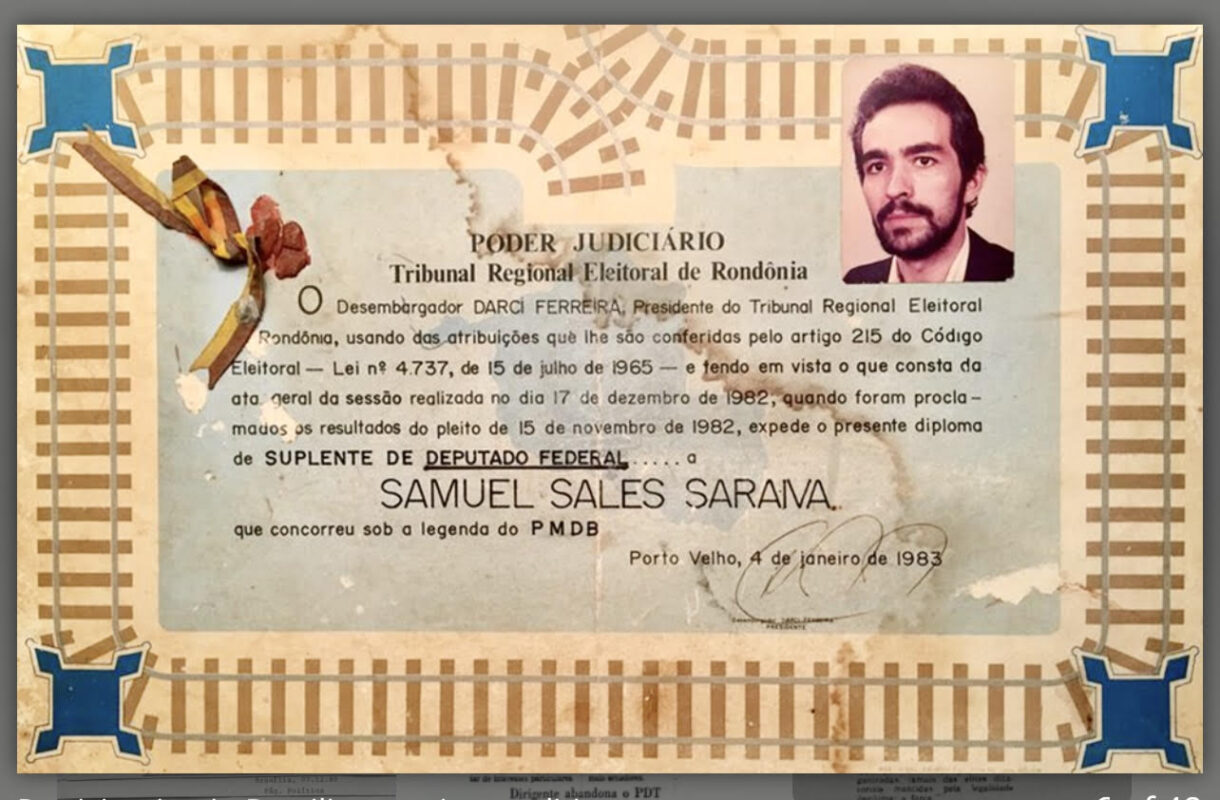 PODER JUDICIÁRIO
Tribunal Regional Eleitoral de Rondônia
O Desembargador DARCI FERREIRA, Presidente do Tribunal Regional Eleitoral
Rondônia, usando das atribuições que lhe são conferidas pelo artigo 215 do Código
Eleitoral — Lei nº 4.737, de 15 de julho de 1965 — e tendo em vista o que consta da
ata geral da sessão realizada no dia 17 de dezembro de 1982, quando foram procla-
mados os resultados do pleito de 15 de novembro de 1982, expede o presente diploma
de SUPLENTE DE DEPUTADO FEDERAL.....a
SAMUEL SALES SARAIVA.
que concorreu sob a legenda do PMDB
Porto Velho, 4 de janeiro de 1983
Desembargador DARCI FERREIRA
PRESIDENTE
Dirigente abandona o PDT